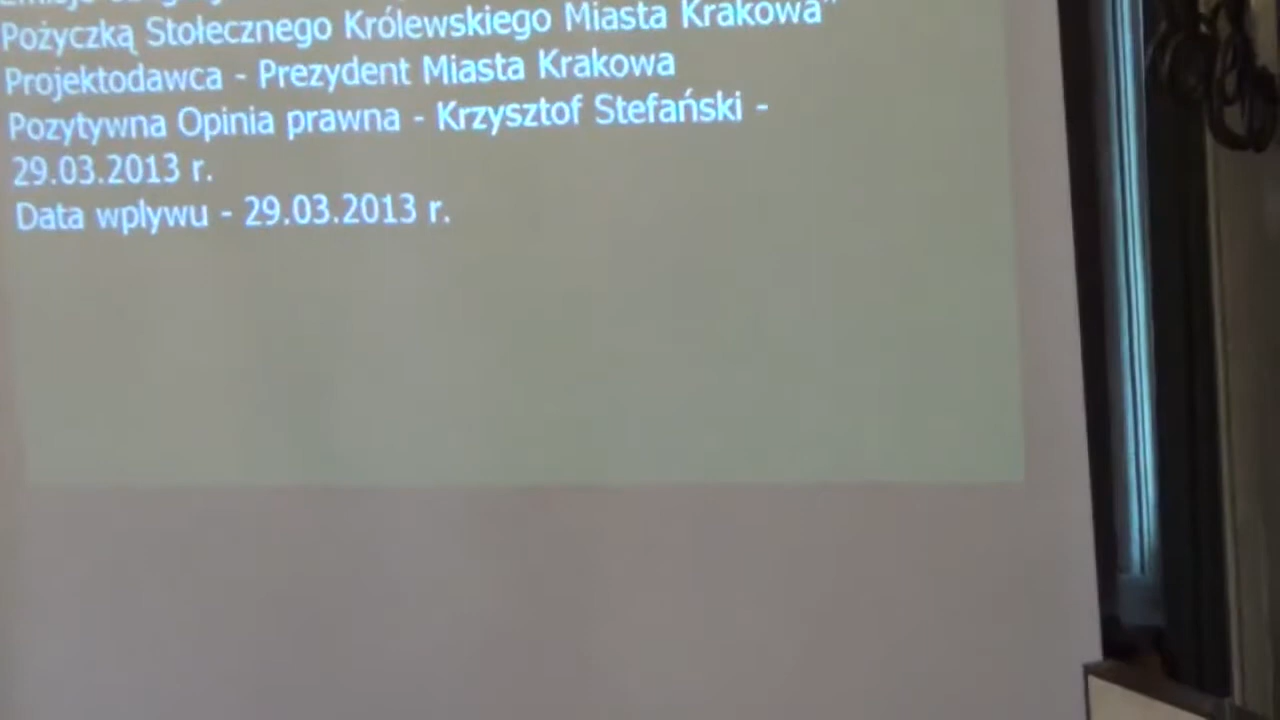 Pożyczką Stołecznego Królewskiego Miasta Krakowa"
Projektodawca - Prezydent Miasta Krakowa
Pozytywna Opinia prawna - Krzysztof Stefański -
29.03.2013 r.
Data wpływu - 29.03.2013 r.